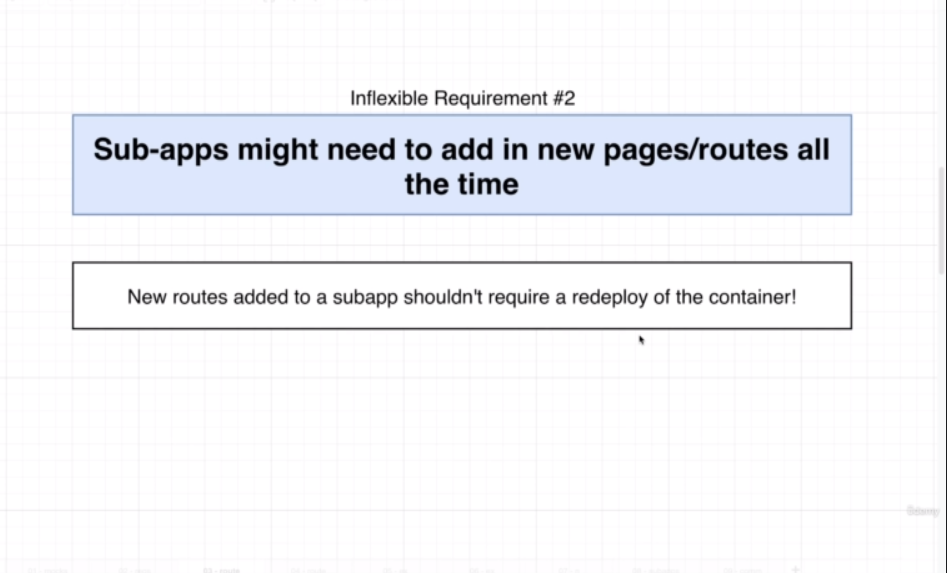 Inflexible Requirement #2
Sub-apps might need to add in new pages/routes all
the time
New routes added to a subapp shouldn't require a redeploy of the container!
Udemy